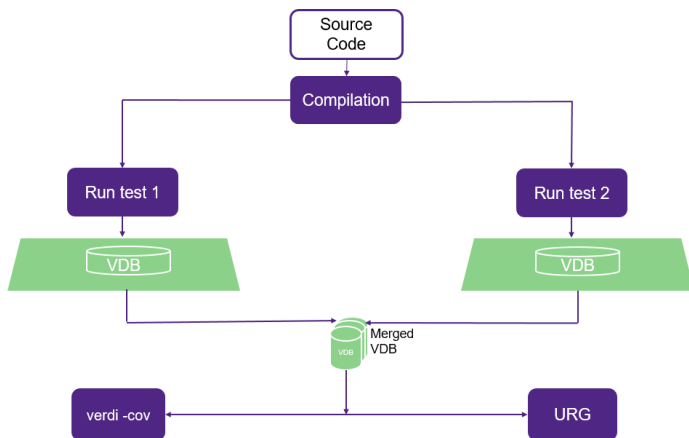 Source
Code
Compilation
Run test 1
Run test 2
VDB
VDB
Merged
VDB
VDB
verdi -cov
URG